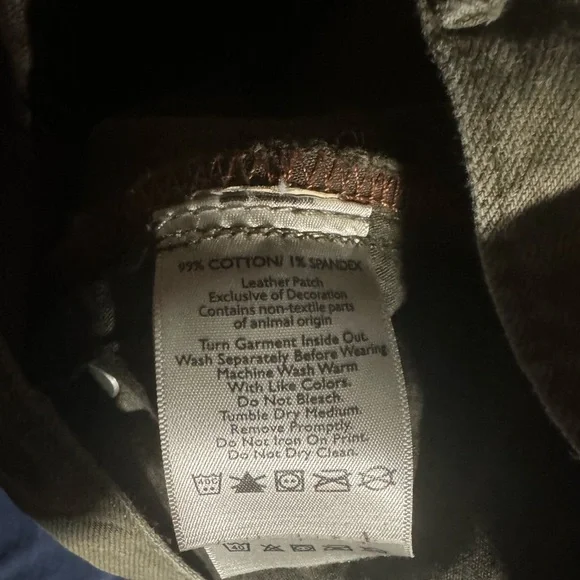 99% COTTON/ 1% SPANDEX
Leather Patch
Exclusive of Decoration
Contains non-textile parts
of animal origin
Turn Garment Inside Out.
Wash Separately Before Wearing
Machine Wash Warm
With Like Colors.
Do Not Bleach.
Tumble Dry Medium.
Remove Promptly.
Do Not Iron On Print.
Do Not Dry Clean.
40C